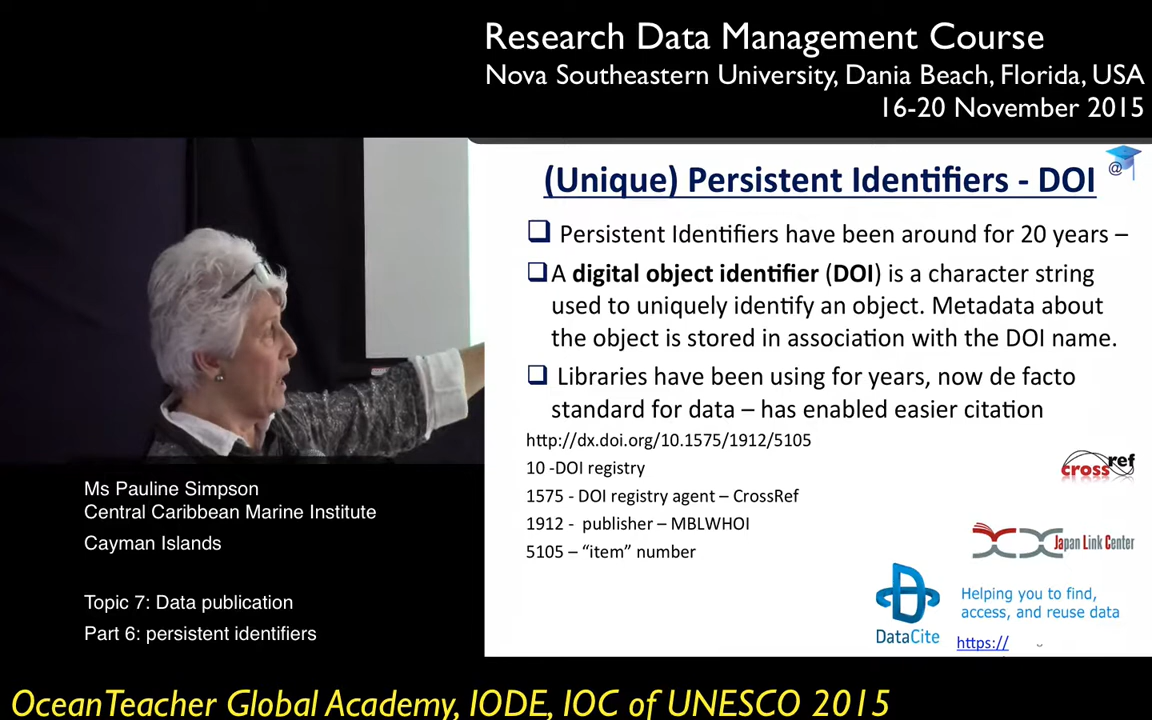 Research Data Management Course
Nova Southeastern University, Dania Beach, Florida, USA
16-20 November 2015
(Unique) Persistent Identifiers - DOI
@
❑ Persistent Identifiers have been around for 20 years –
❑ A digital object identifier (DOI) is a character string
used to uniquely identify an object. Metadata about
the object is stored in association with the DOI name.
❑ Libraries have been using for years, now de facto
standard for data – has enabled easier citation
http://dx.doi.org/10.1575/1912/5105
10 -DOI registry
1575 - DOI registry agent – CrossRef
1912 - publisher – MBLWHOI
5105 – “item” number
crossref
Japan Link Center
DataCite
Helping you to find,
access, and reuse data
https://
Ms Pauline Simpson
Central Caribbean Marine Institute
Cayman Islands
Topic 7: Data publication
Part 6: persistent identifiers
OceanTeacher Global Academy, IODE, IOC of UNESCO 2015